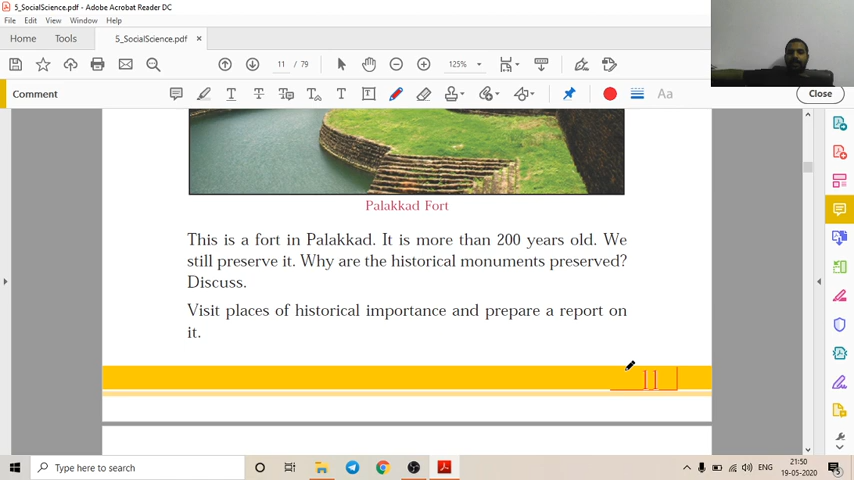 5_SocialScience.pdf - Adobe Acrobat Reader DC
File Edit View Window Help
Home Tools 5_SocialScience.pdf ×
11 / 79 125%
Comment Aa Close
Palakkad Fort
This is a fort in Palakkad. It is more than 200 years old. We
still preserve it. Why are the historical monuments preserved?
Discuss.
Visit places of historical importance and prepare a report on
it.
11
Type here to search
ENG
21:50
19-05-2020
5